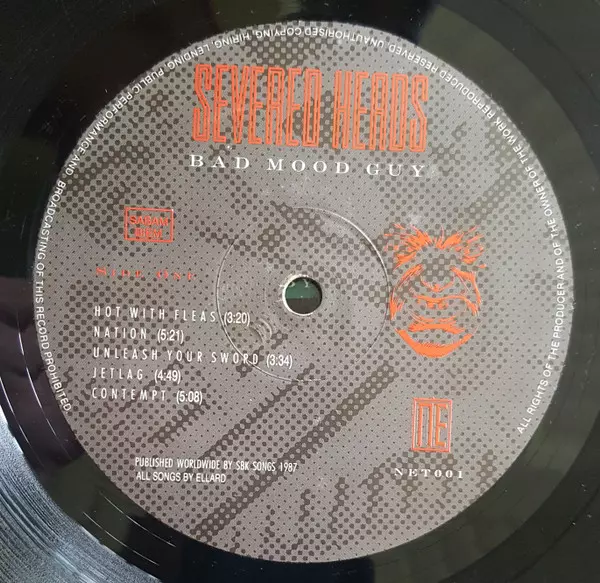 ALL RIGHTS OF THE PRODUCER AND OF THE OWNER OF THE WORK REPRODUCED RESERVED. UNAUTHORISED COPYING, HIRING, LENDING, PUBLIC PERFORMANCE AND BROADCASTING OF THIS RECORD PROHIBITED.
SEVERED HEADS
BAD MOOD GUY
SABAM
BIEM
SIDE ONE
HOT WITH FLEAS (3:20)
NATION (5:21)
UNLEASH YOUR SWORD (3:34)
JETLAG (4:49)
CONTEMPT (5:08)
NET001
PUBLISHED WORLDWIDE BY SBK SONGS 1987
ALL SONGS BY ELLARD